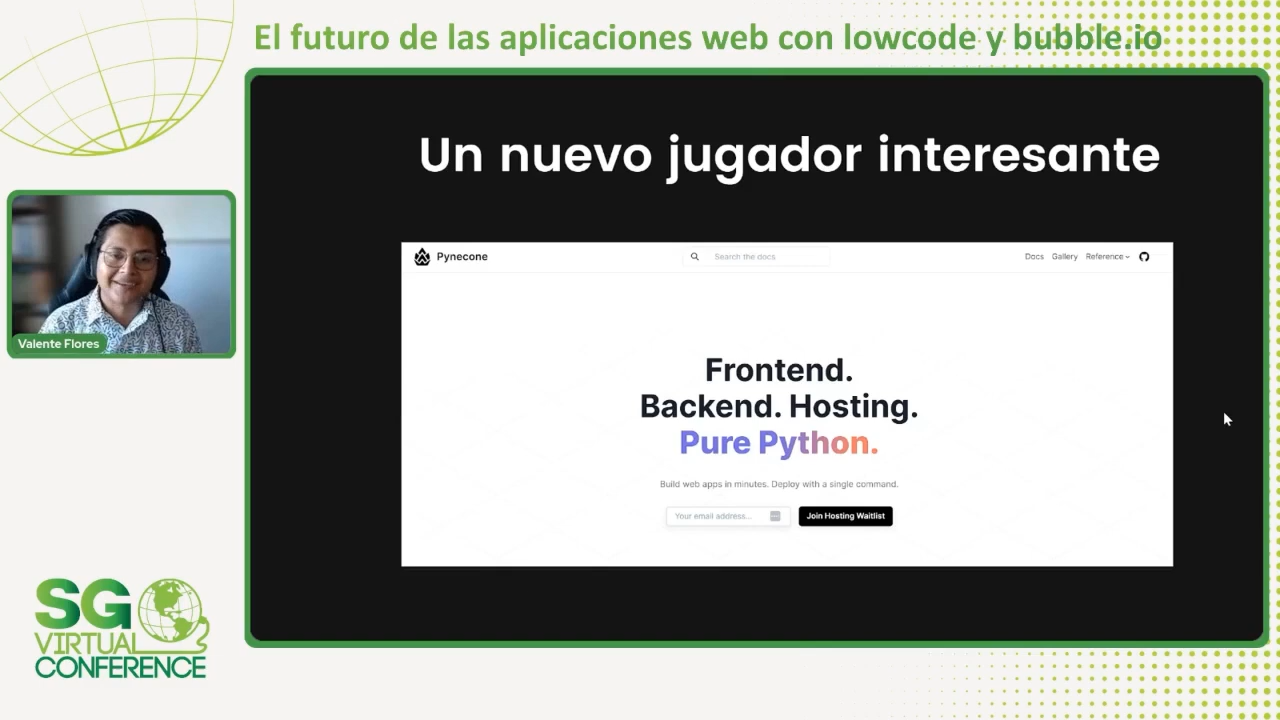 El futuro de las aplicaciones web con lowcode y bubble.io
Un nuevo jugador interesante
Pynecone
Search the docs
Docs Gallery Reference
Frontend.
Backend. Hosting.
Pure Python.
Build web apps in minutes. Deploy with a single command.
Your email address...
Join Hosting Waitlist
Valente Flores
SG
VIRTUAL
CONFERENCE